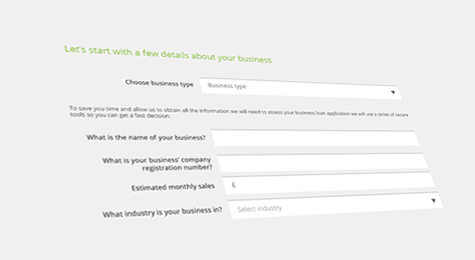 Let's start with a few details about your business
Choose business type
Business type
To save you time and allow us to obtain all the information we will need to assess your business loan application we will use a series of secure
tools so you can get a fast decision.
What is the name of your business?
What is your business' company
registration number?
Estimated monthly sales
£
What industry is your business in?
Select industry